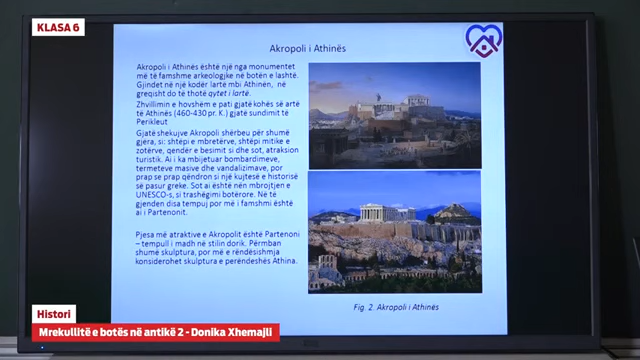 KLASA 6
Akropoli i Athinës
Akropoli i Athinës është një nga monumentet
më të famshme arkeologjike në botën e lashtë.
Gjindet në një kodër lartë mbi Athinën, në
greqisht do të thotë qytet i lartë.
Zhvillimin e hovshëm e pati gjatë kohës së artë
të Athinës (460-430 pr. K.) gjatë sundimit të
Perikleut
Gjatë shekujve Akropoli shërbeu për shumë
gjëra, si: shtëpi e mbretërve, shtëpi mitike e
zotërve, qendër e besimit si dhe sot, atraksion
turistik. Ai i ka mbijetuar bombardimeve,
termeteve masive dhe vandalizimave, por
prap se prap qëndron si një kujtesë e historisë
së pasur greke. Sot ai është nën mbrojtjen e
UNESCO-s, si trashëgimi botërore. Në të
gjenden disa tempuj por më i famshmi është
ai i Partenonit.
Pjesa më atraktive e Akropolit është Partenoni
– tempull i madh në stilin dorik. Përmban
shumë skulptura, por më e rëndësishmja
konsiderohet skulptura e perëndeshës Athina.
Fig. 2. Akropoli i Athinës
Histori
Mrekullitë e botës në antikë 2 - Donika Xhemajli